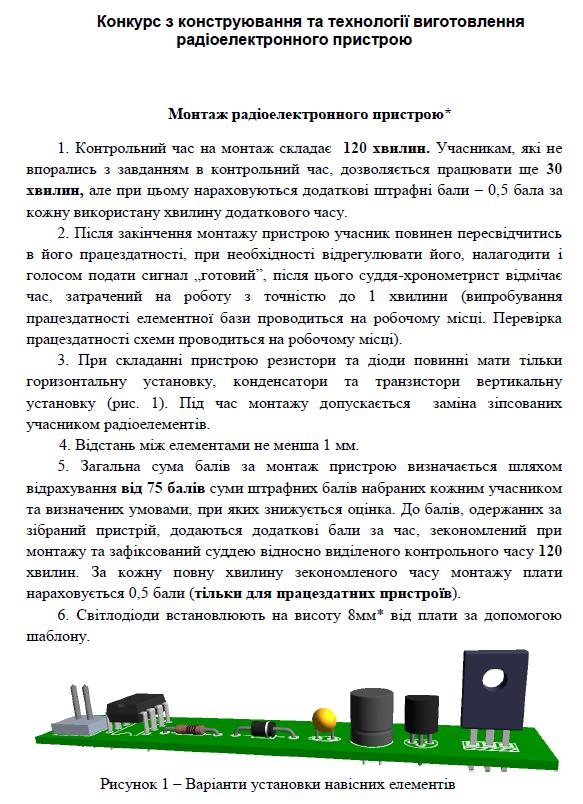 Конкурс з конструювання та технології виготовлення
радіоелектронного пристрою
Монтаж радіоелектронного пристрою*
1. Контрольний час на монтаж складає 120 хвилин. Учасникам, які не
впорались з завданням в контрольний час, дозволяється працювати ще 30
хвилин, але при цьому нараховуються додаткові штрафні бали – 0,5 бала за
кожну використану хвилину додаткового часу.
2. Після закінчення монтажу пристрою учасник повинен пересвідчитись
в його працездатності, при необхідності відрегулювати його, налагодити і
голосом подати сигнал „готовий”, після цього суддя-хронометрист відмічає
час, затрачений на роботу з точністю до 1 хвилини (випробування
працездатності елементної бази проводиться на робочому місці. Перевірка
працездатності схеми проводиться на робочому місці).
3. При складанні пристрою резистори та діоди повинні мати тільки
горизонтальну установку, конденсатори та транзистори вертикальну
установку (рис. 1). Під час монтажу допускається заміна зіпсованих
учасником радіоелементів.
4. Відстань між елементами не менша 1 мм.
5. Загальна сума балів за монтаж пристрою визначається шляхом
відрахування від 75 балів суми штрафних балів набраних кожним учасником
та визначених умовами, при яких знижується оцінка. До балів, одержаних за
зібраний пристрій, додаються додаткові бали за час, зекономлений при
монтажу та зафіксований суддею відносно виділеного контрольного часу 120
хвилин. За кожну повну хвилину зекономленого часу монтажу плати
нараховується 0,5 бали (тільки для працездатних пристроїв).
6. Світлодіоди встановлюють на висоту 8мм* від плати за допомогою
шаблону.
Рисунок 1 – Варіанти установки навісних елементів